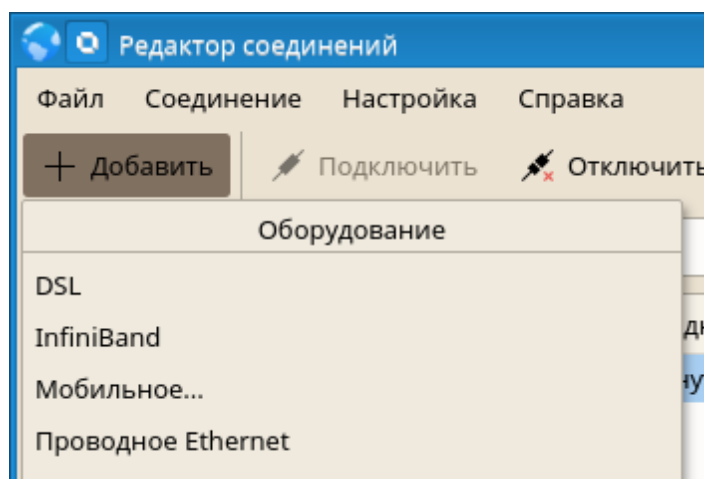 Редактор соединений
Файл Соединение Настройка Справка
Добавить Подключить Отключить
Оборудование
DSL
InfiniBand
Мобильное...
Проводное Ethernet